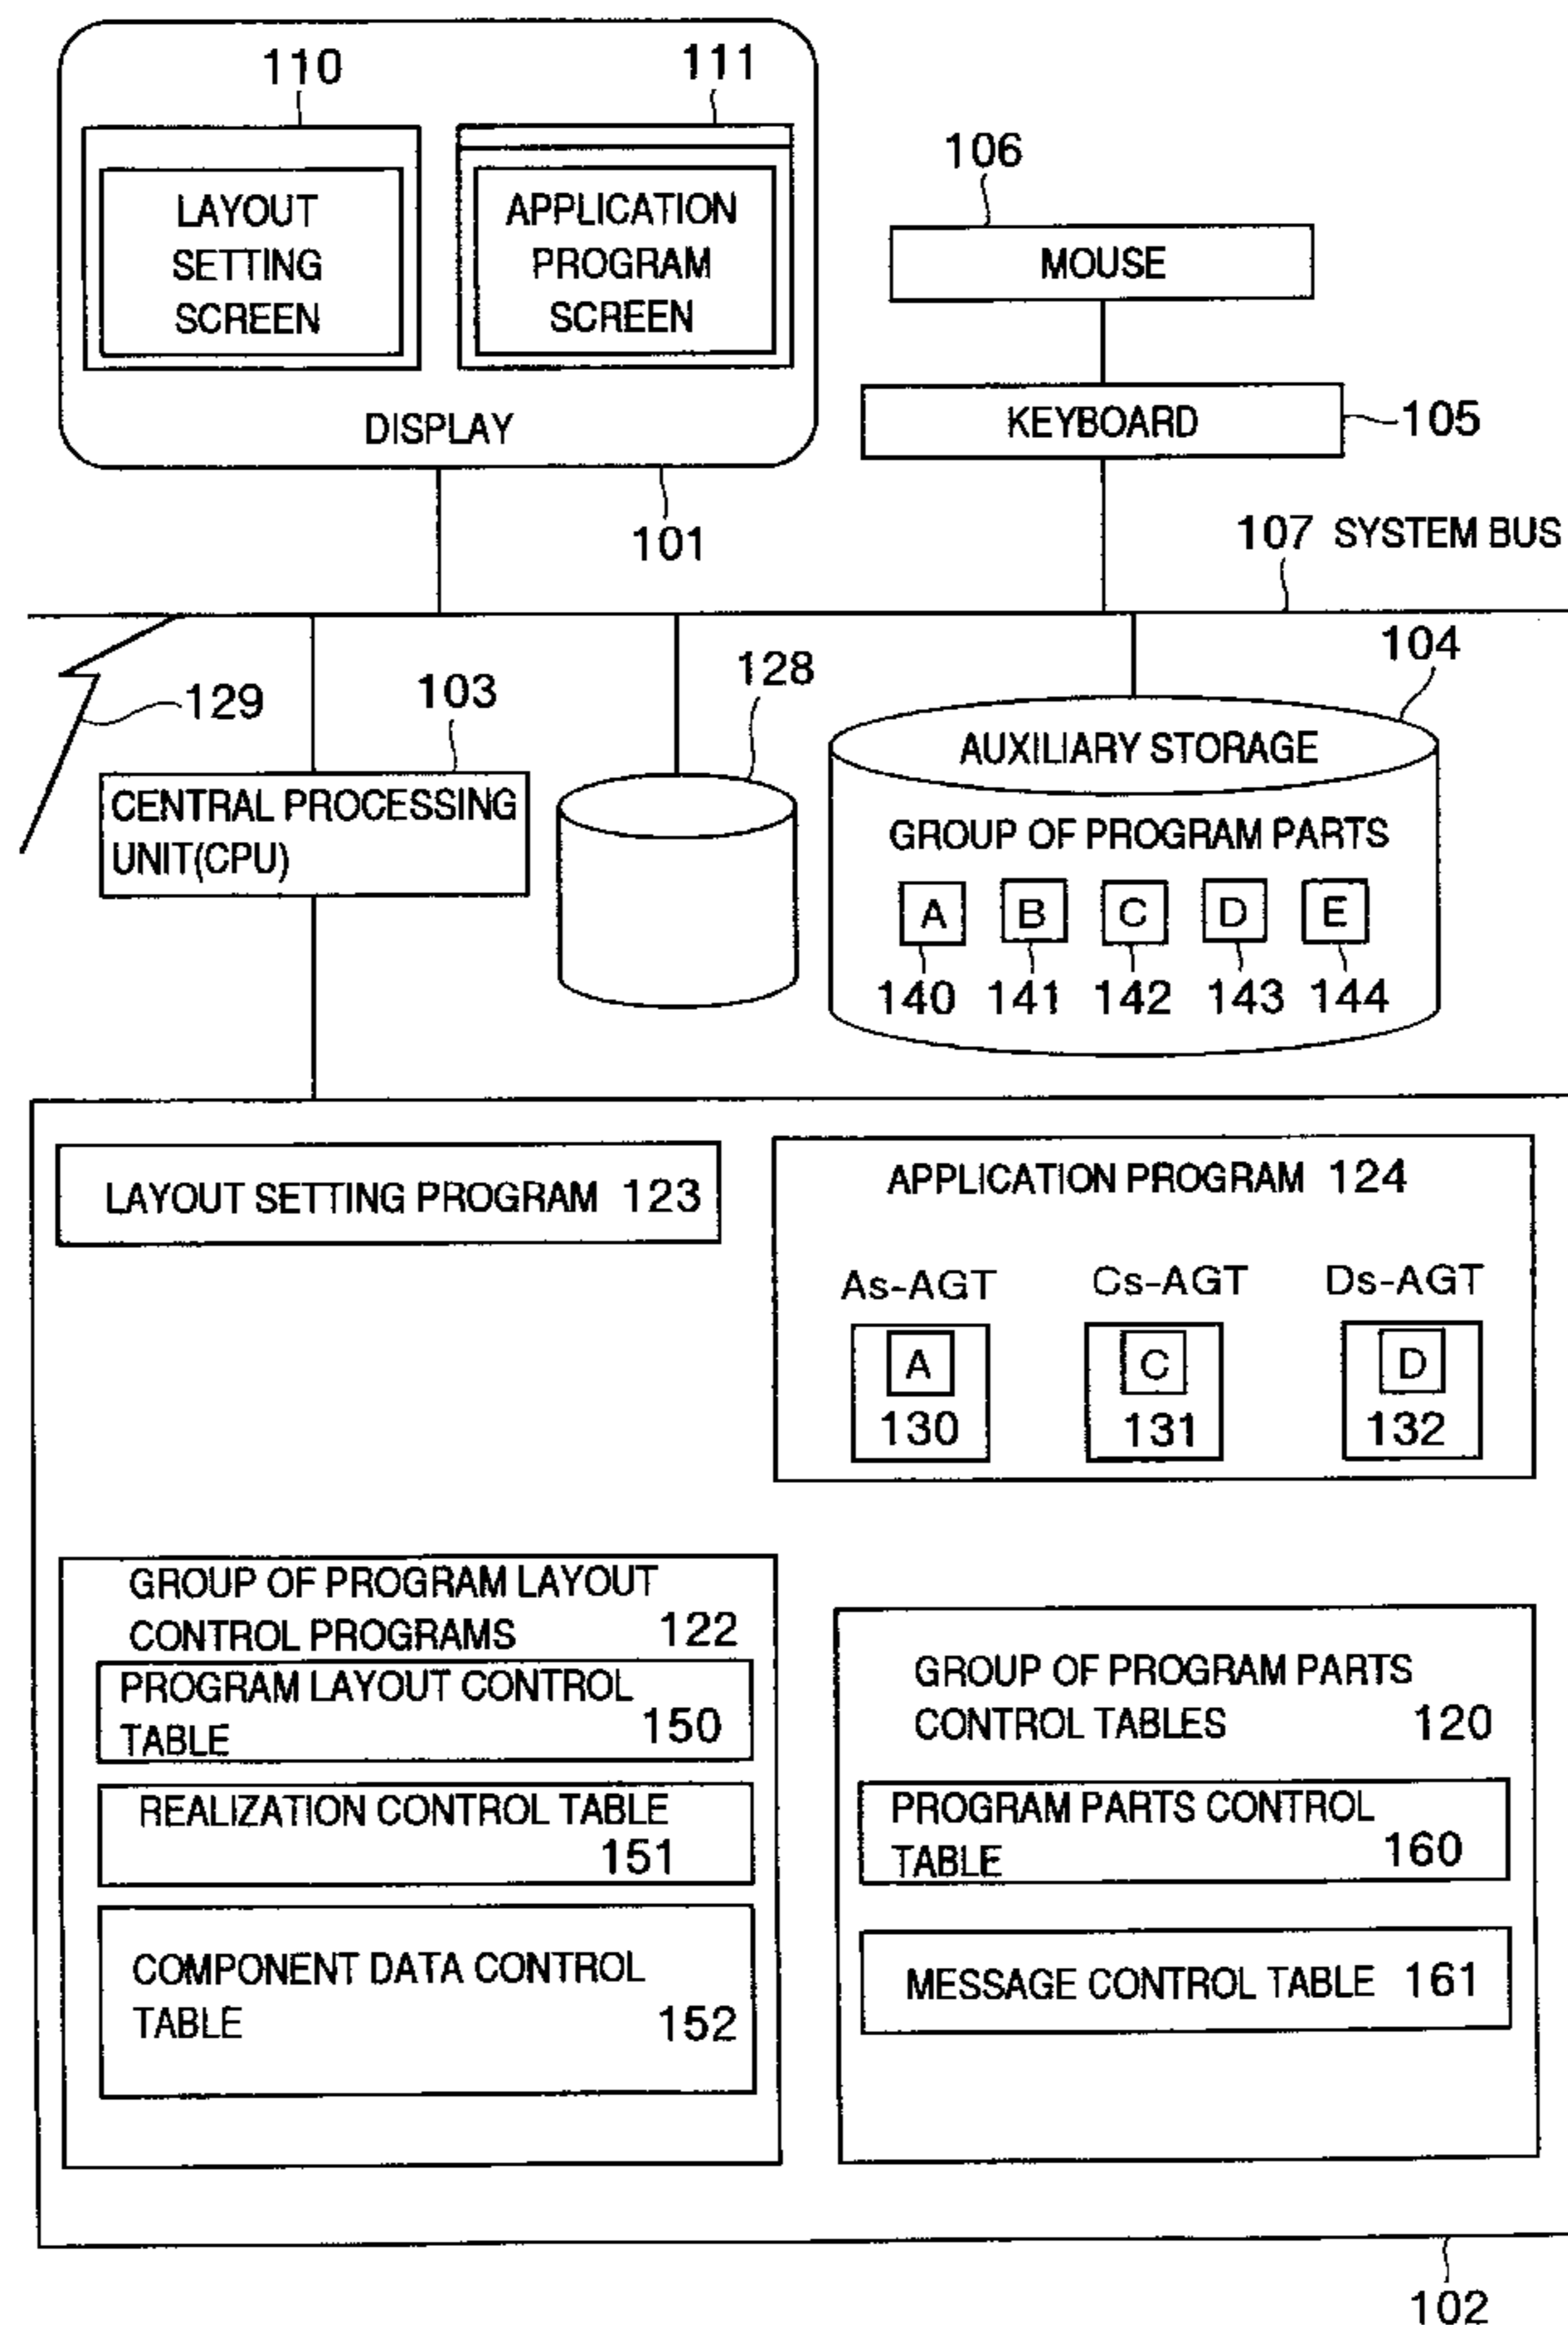 110
111
LAYOUT
SETTING
SCREEN
APPLICATION
PROGRAM
SCREEN
DISPLAY
101
106
MOUSE
KEYBOARD
105
107 SYSTEM BUS
129
103
CENTRAL PROCESSING
UNIT(CPU)
128
104
AUXILIARY STORAGE
GROUP OF PROGRAM PARTS
A B C D E
140 141 142 143 144
LAYOUT SETTING PROGRAM 123
APPLICATION PROGRAM 124
As-AGT Cs-AGT Ds-AGT
A C D
130 131 132
GROUP OF PROGRAM LAYOUT
CONTROL PROGRAMS 122
PROGRAM LAYOUT CONTROL
TABLE 150
REALIZATION CONTROL TABLE
151
COMPONENT DATA CONTROL
TABLE 152
GROUP OF PROGRAM PARTS
CONTROL TABLES 120
PROGRAM PARTS CONTROL
TABLE 160
MESSAGE CONTROL TABLE 161
102